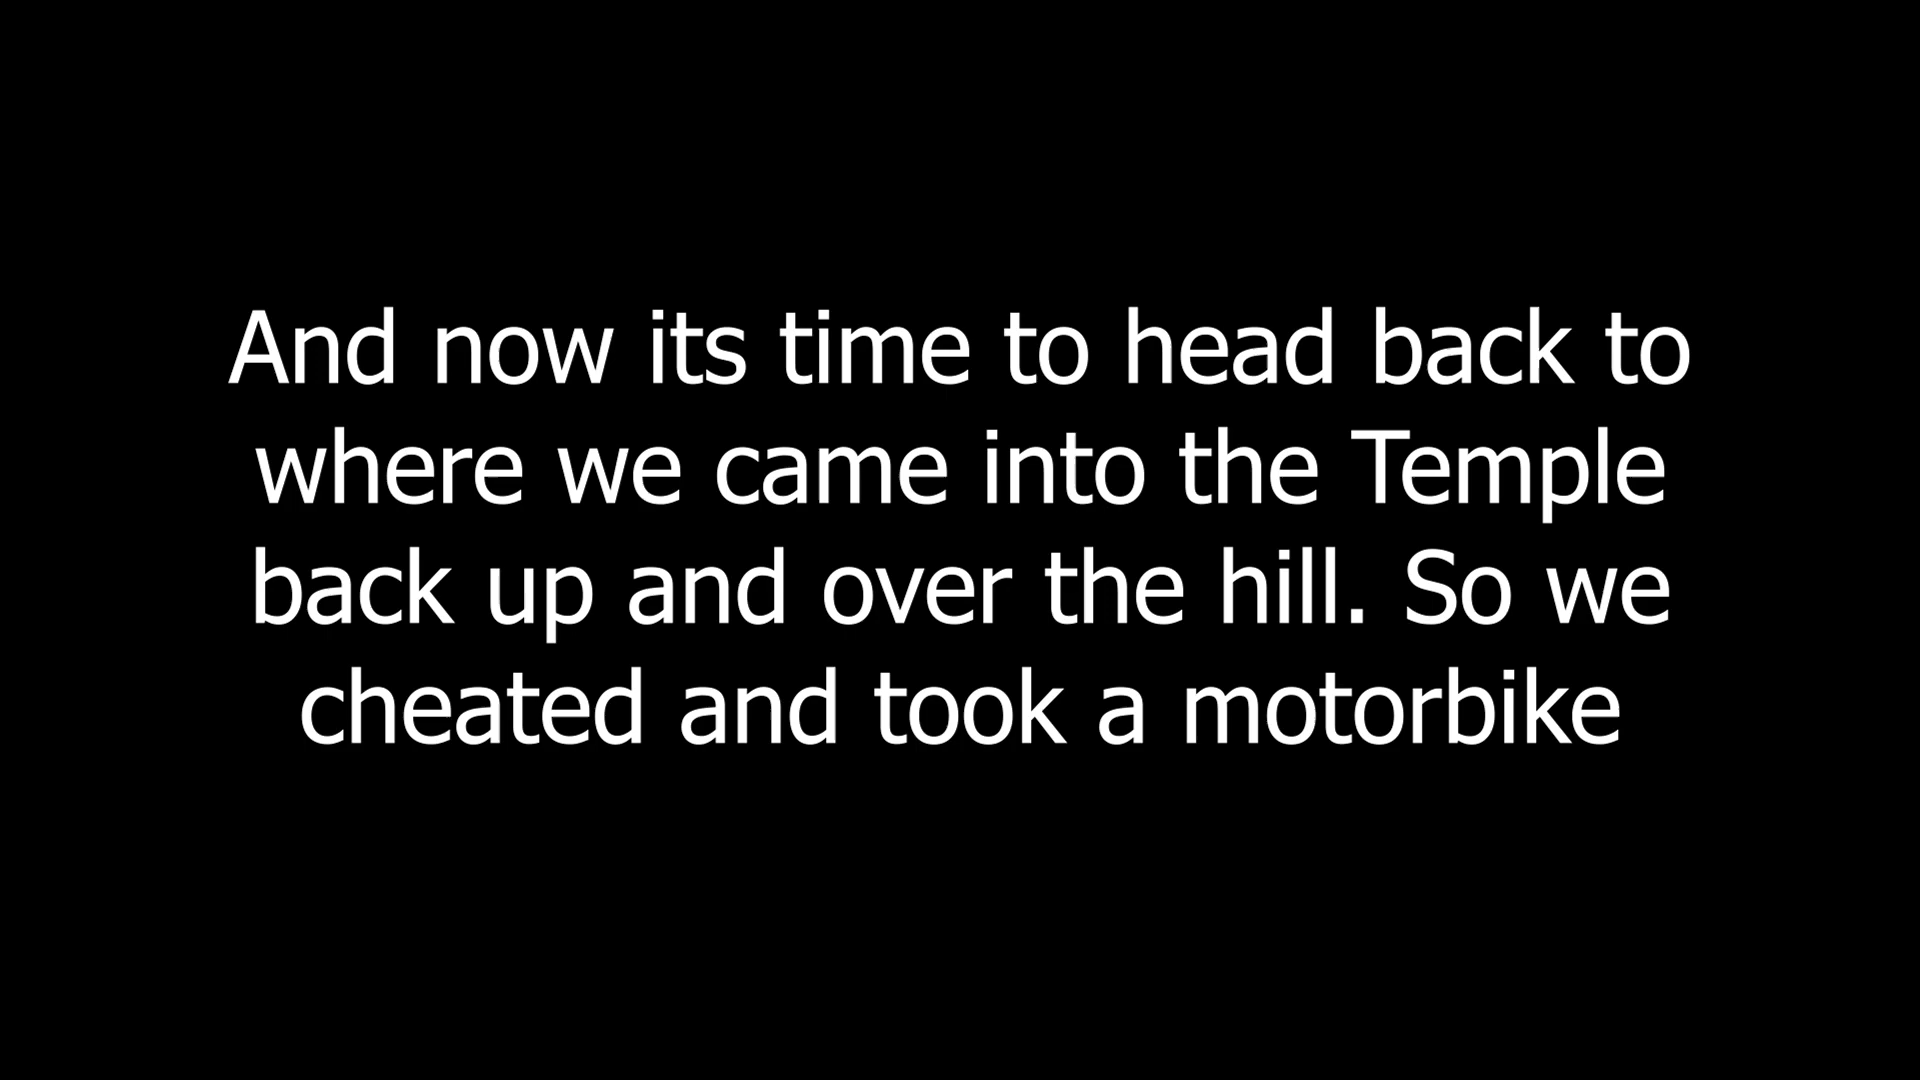 And now its time to head back to
where we came into the Temple
back up and over the hill. So we
cheated and took a motorbike